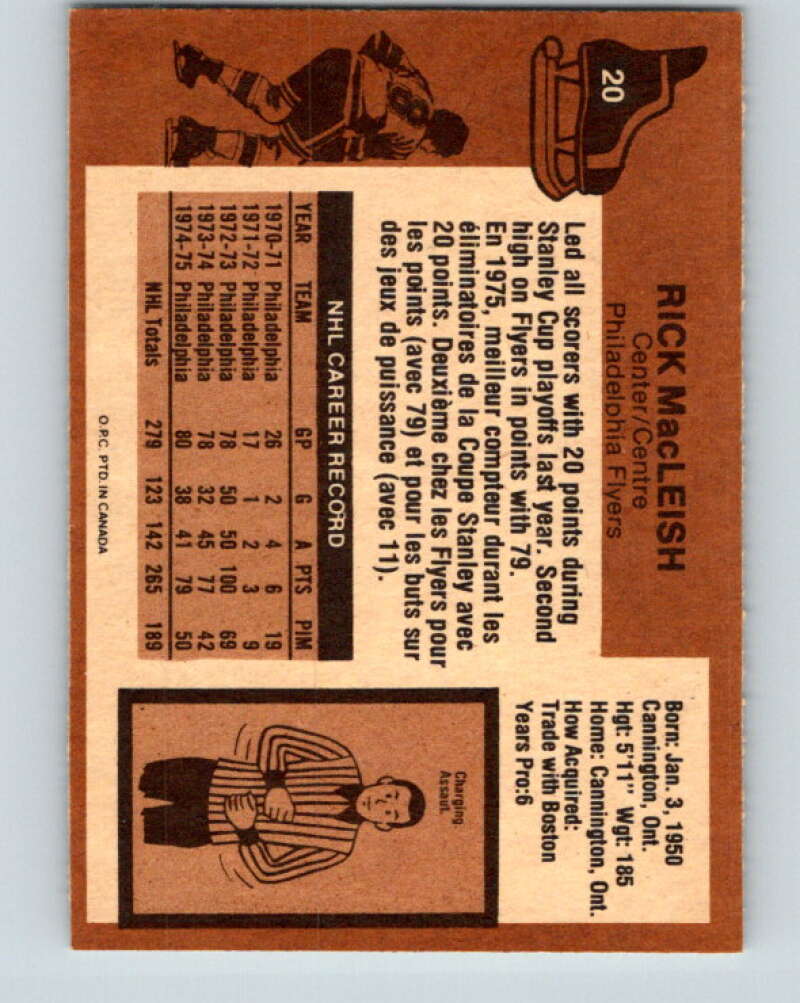 20
RICK MacLEISH
Center/Centre
Philadelphia Flyers
Born: Jan. 3, 1950
Cannington, Ont.
Hgt: 5'11" Wgt: 185
Home: Cannington, Ont.
How Acquired:
Trade with Boston
Years Pro:6
Led all scorers with 20 points during
Stanley Cup playoffs last year. Second
high on Flyers in points with 79.
En 1975, meilleur compteur durant les
éliminatoires de la Coupe Stanley avec
20 points. Deuxième chez les Flyers pour
les points (avec 79) et pour les buts sur
des jeux de puissance (avec 11).
NHL CAREER RECORD
YEAR TEAM GP G A PTS PIM
1970-71 Philadelphia 26 2 4 6 19
1971-72 Philadelphia 17 1 2 3 9
1972-73 Philadelphia 78 50 50 100 69
1973-74 Philadelphia 78 32 45 77 42
1974-75 Philadelphia 80 38 41 79 50
NHL Totals 279 123 142 265 189
Charging
Assaut.
O.P.C. PTD. IN CANADA
8